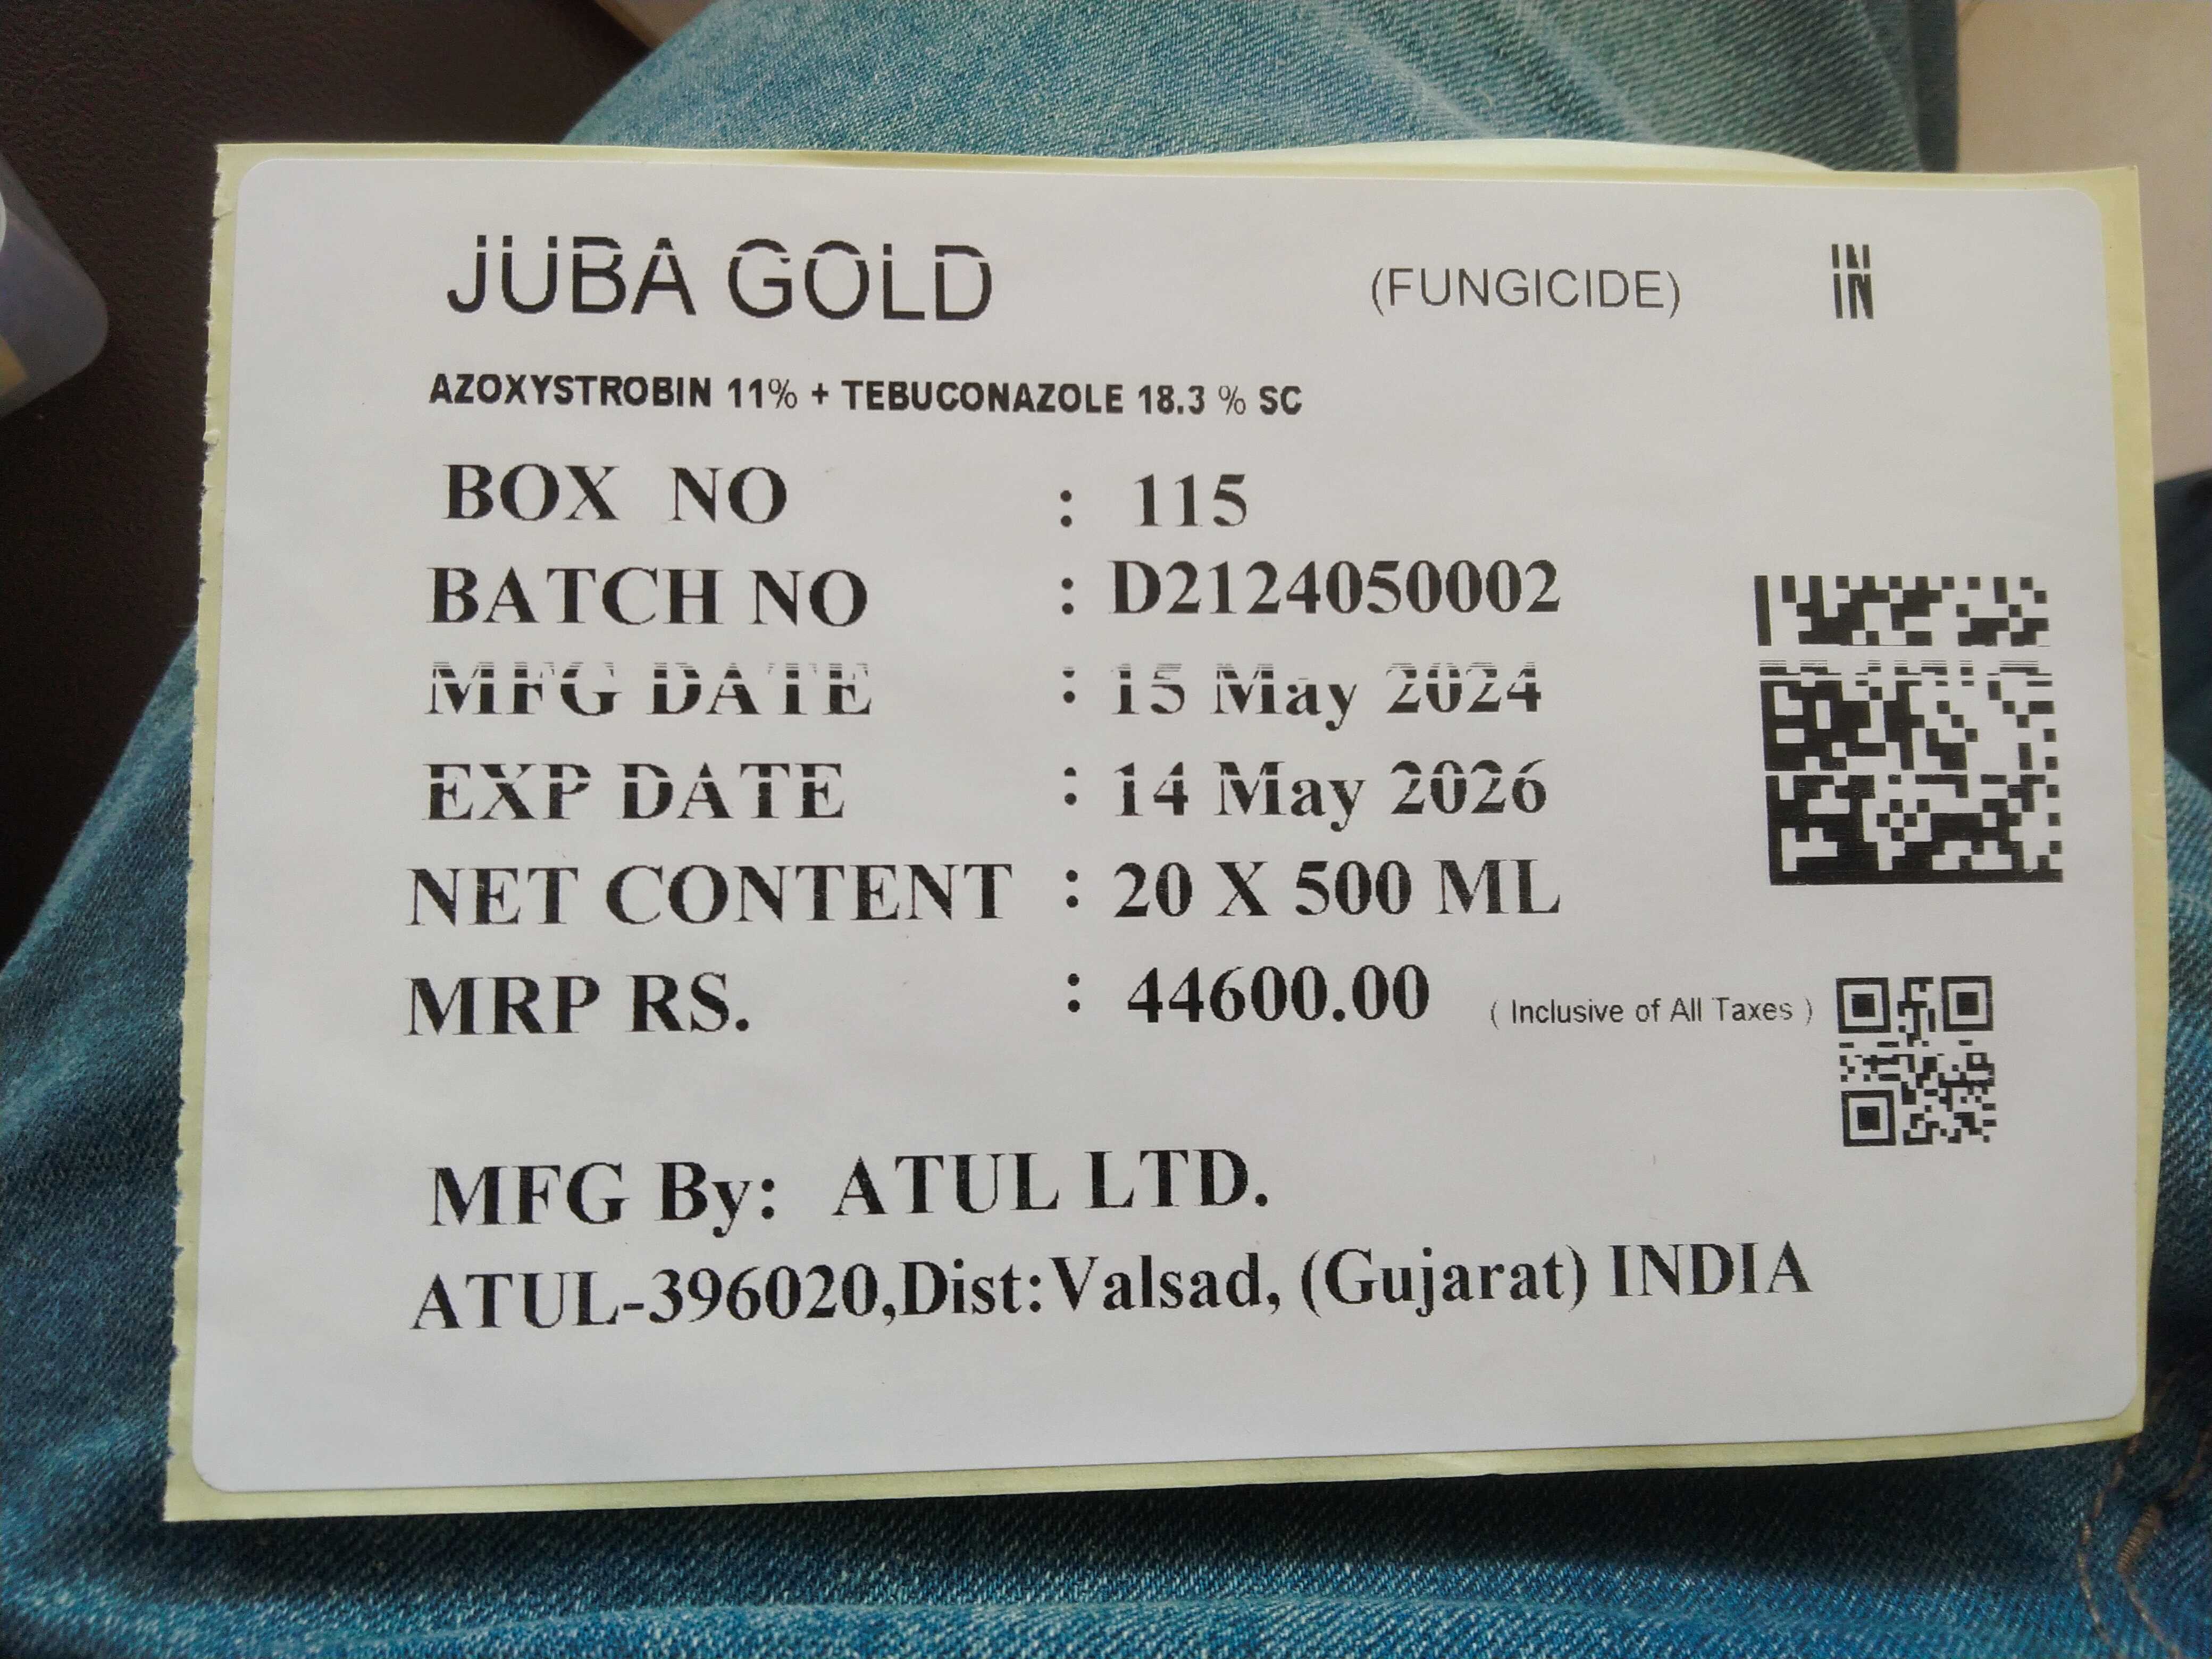 JUBA GOLD (FUNGICIDE) IN
AZOXYSTROBIN 11% + TEBUCONAZOLE 18.3 % SC
BOX NO : 115
BATCH NO : D2124050002
MFG DATE : 15 May 2024
EXP DATE : 14 May 2026
NET CONTENT : 20 X 500 ML
MRP RS. : 44600.00 ( Inclusive of All Taxes )
MFG By: ATUL LTD.
ATUL-396020,Dist:Valsad, (Gujarat) INDIA